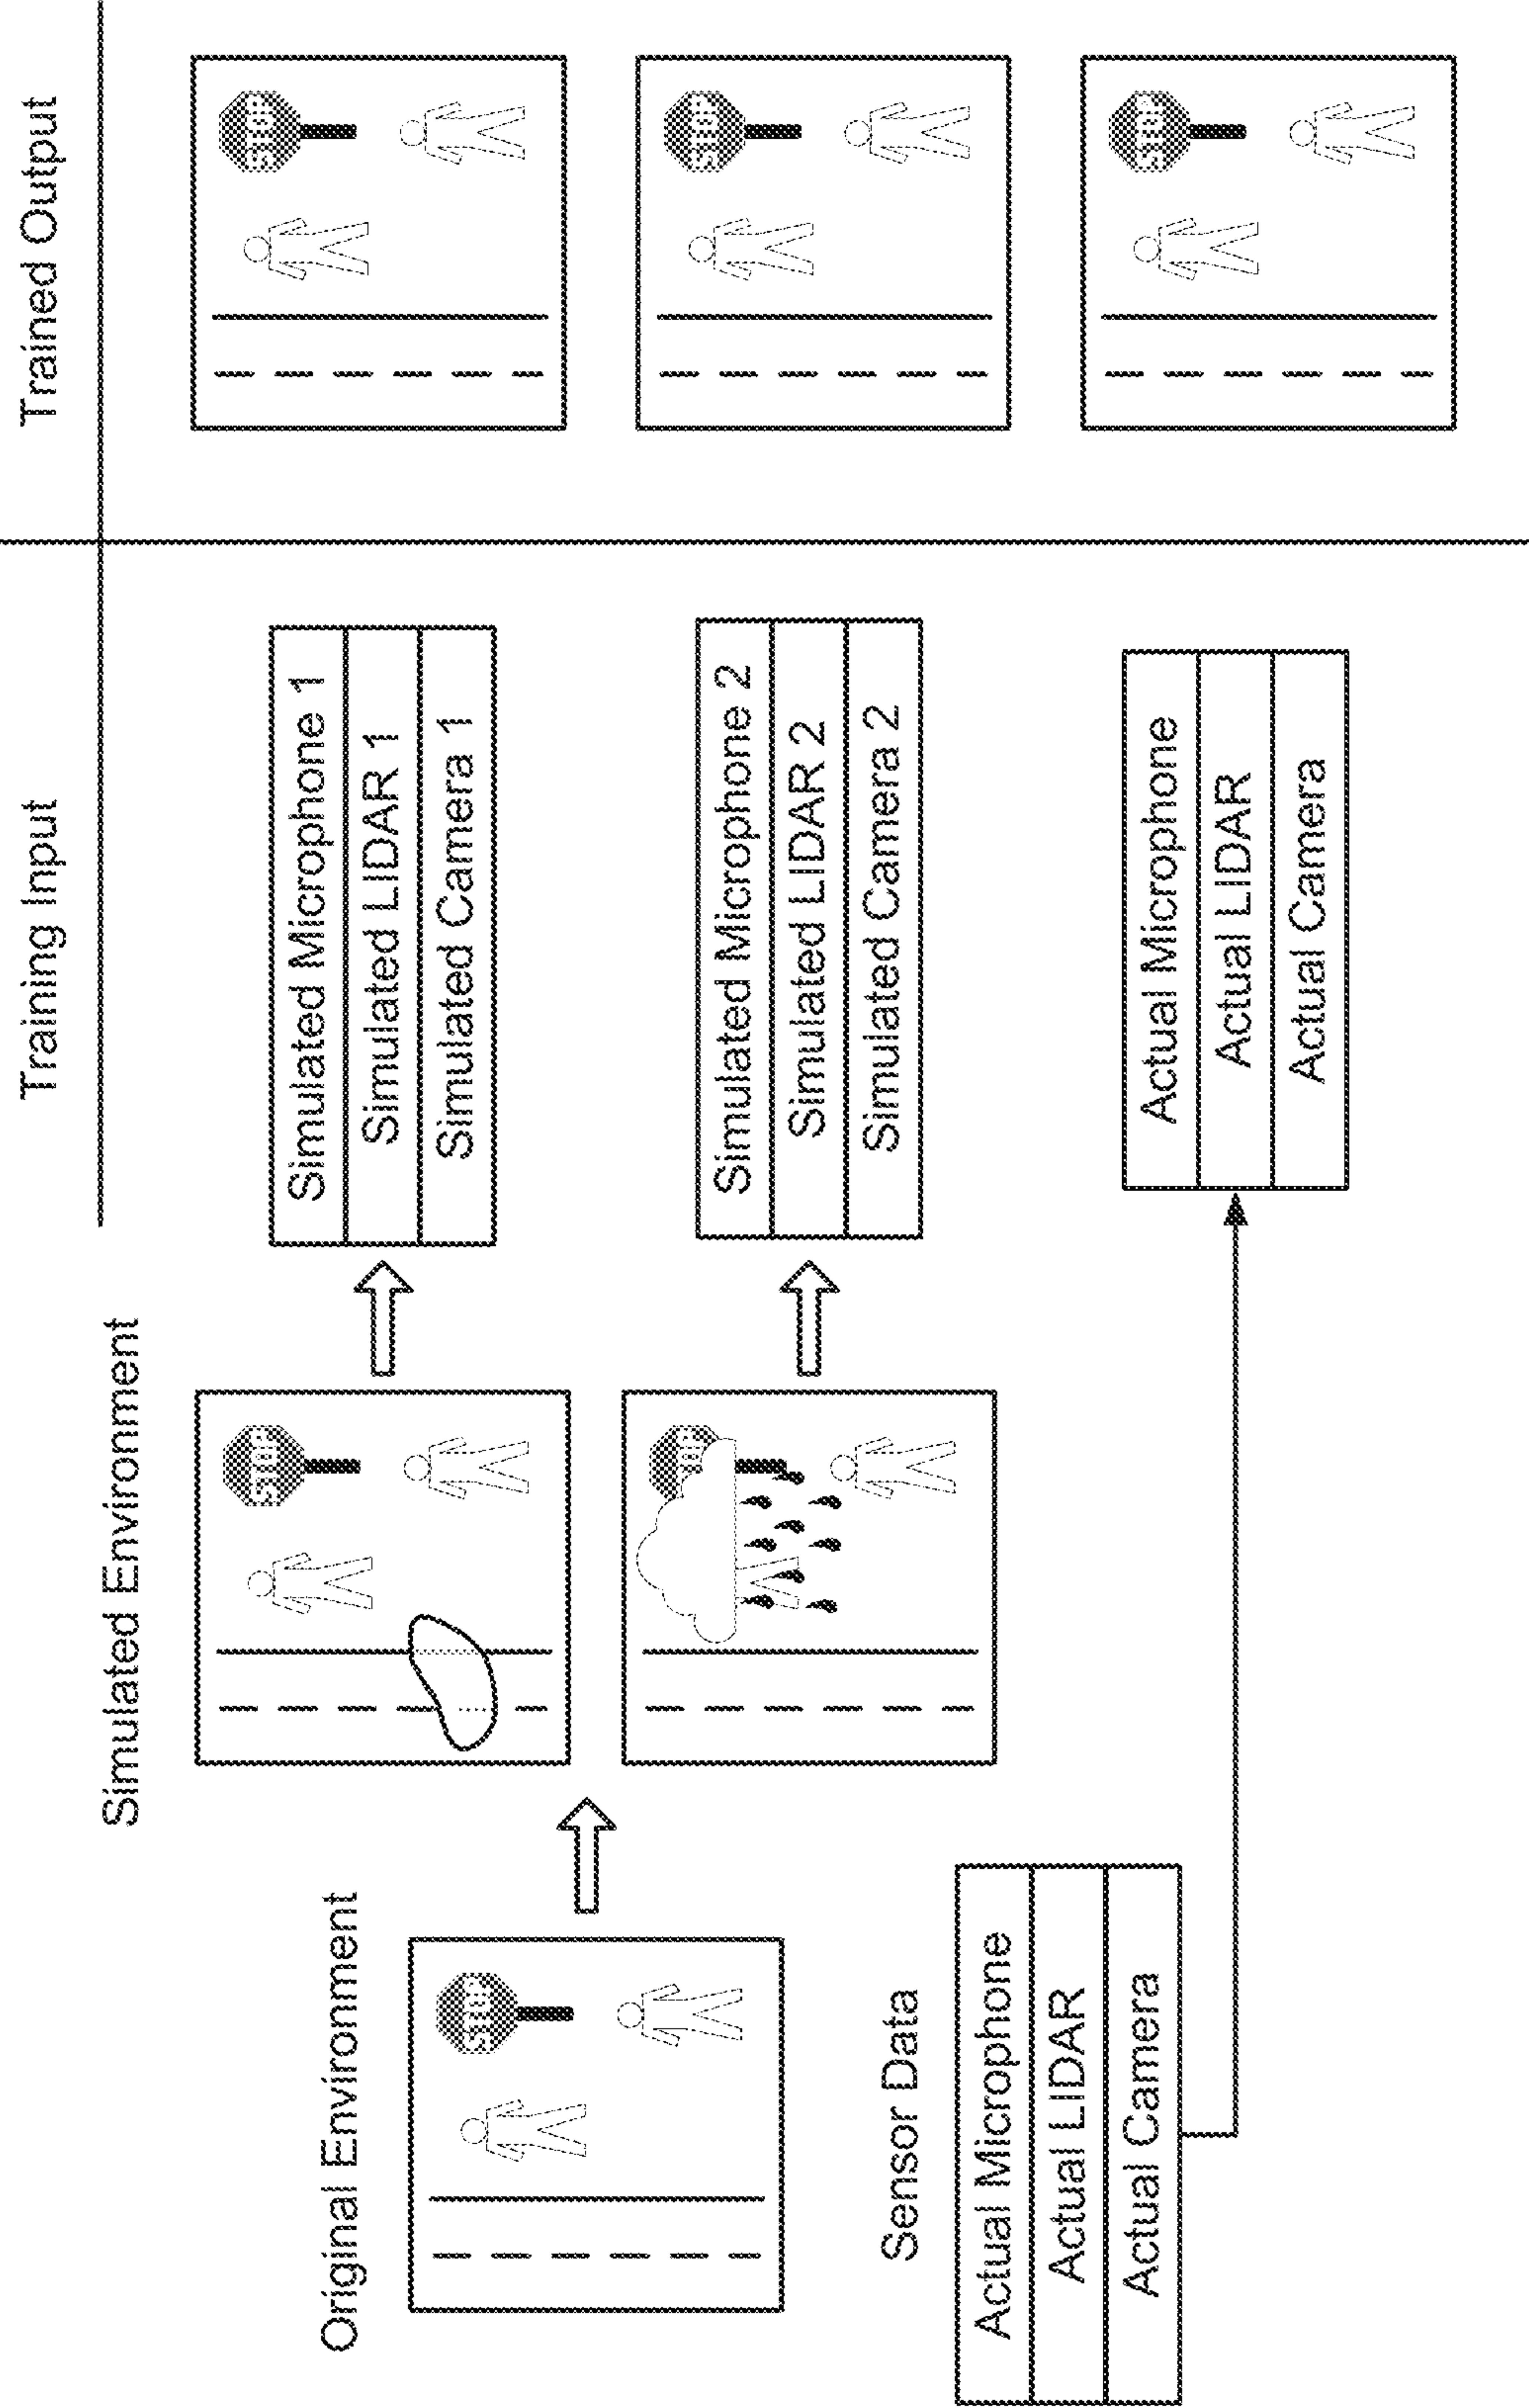 Training Input
Trained Output
Simulated Environment
STOP
Simulated Microphone 1
Simulated LIDAR 1
Simulated Camera 1
STOP
Original Environment
STOP
TOP
Simulated Microphone 2
Simulated LIDAR 2
Simulated Camera 2
STOP
Sensor Data
Actual Microphone
Actual LIDAR
Actual Camera
Actual Microphone
Actual LIDAR
Actual Camera
STOP